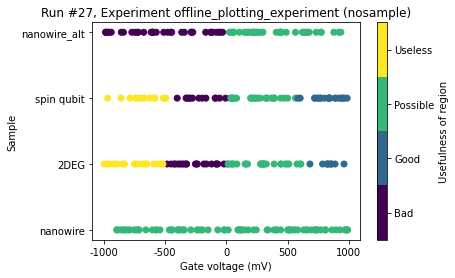 Run #27, Experiment offline_plotting_experiment (nosample)
nanowire_alt
spin qubit
2DEG
nanowire
Sample
-1000
-500
0
500
1000
Gate voltage (mV)
Useless
Possible
Good
Bad
Usefulness of region